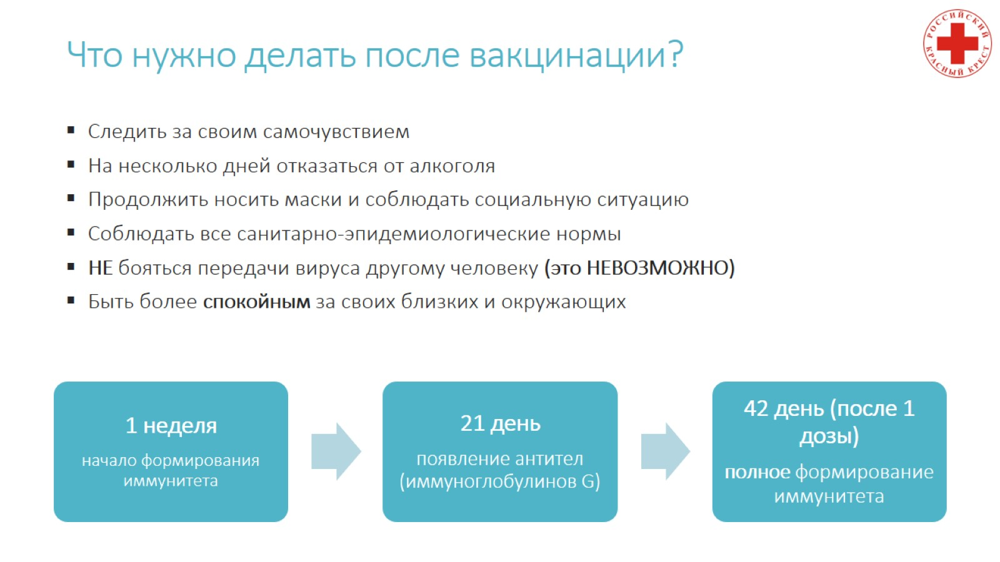 Что нужно делать после вакцинации?
РОССИЙСКИЙ КРАСНЫЙ КРЕСТ
▪ Следить за своим самочувствием
▪ На несколько дней отказаться от алкоголя
▪ Продолжить носить маски и соблюдать социальную ситуацию
▪ Соблюдать все санитарно-эпидемиологические нормы
▪ НЕ бояться передачи вируса другому человеку (это НЕВОЗМОЖНО)
▪ Быть более спокойным за своих близких и окружающих
1 неделя
начало формирования
иммунитета
21 день
появление антител
(иммуноглобулинов G)
42 день (после 1
дозы)
полное формирование
иммунитета